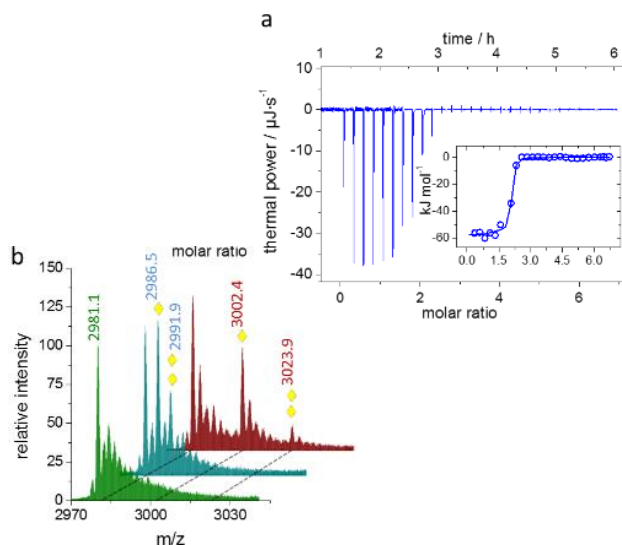 a
time / h
1 2 3 4 5 6
thermal power / µJ·s⁻¹
10
0
-10
-20
-30
-40
kJ mol⁻¹
0
-20
-40
-60
0.0 1.5 3.0 4.5 6.0
0 2 4 6
molar ratio
b
molar ratio
relative intensity
150
125
100
75
50
25
0
2981.1
2986.5
2991.9
3002.4
3023.9
2970 3000 3030
m/z